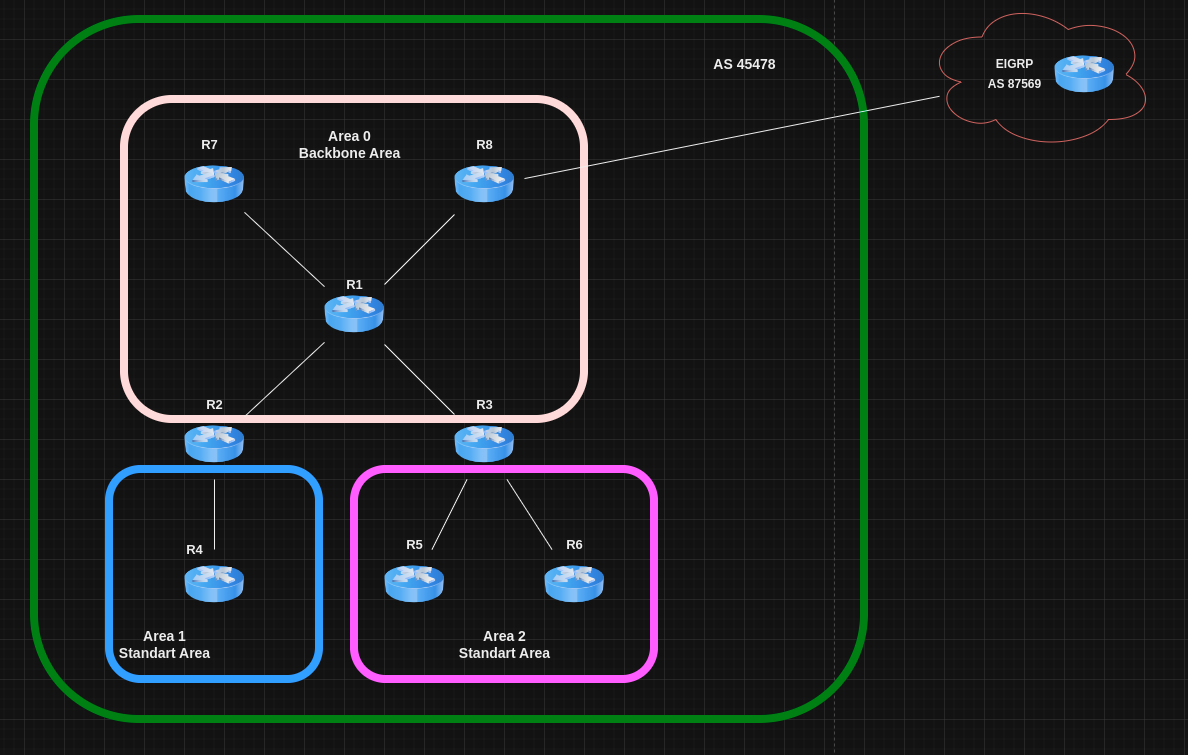 AS 45478
EIGRP
AS 87569
Area 0
Backbone Area
R7
R8
R1
R2
R3
R4
R5
R6
Area 1
Standart Area
Area 2
Standart Area